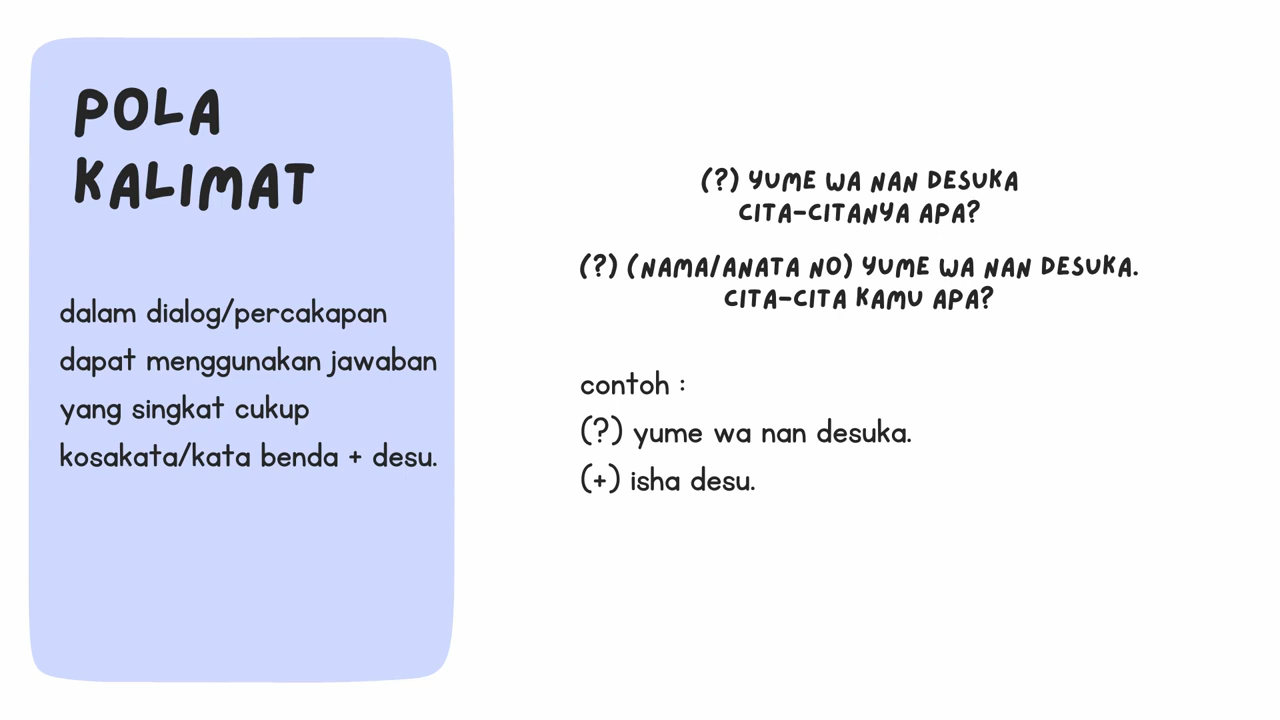 POLA
KALIMAT
dalam dialog/percakapan
dapat menggunakan jawaban
yang singkat cukup
kosakata/kata benda + desu.
(?) YUME WA NAN DESUKA
CITA-CITANYA APA?
(?) (NAMA/ANATA NO) YUME WA NAN DESUKA.
CITA-CITA KAMU APA?
contoh :
(?) yume wa nan desuka.
(+) isha desu.